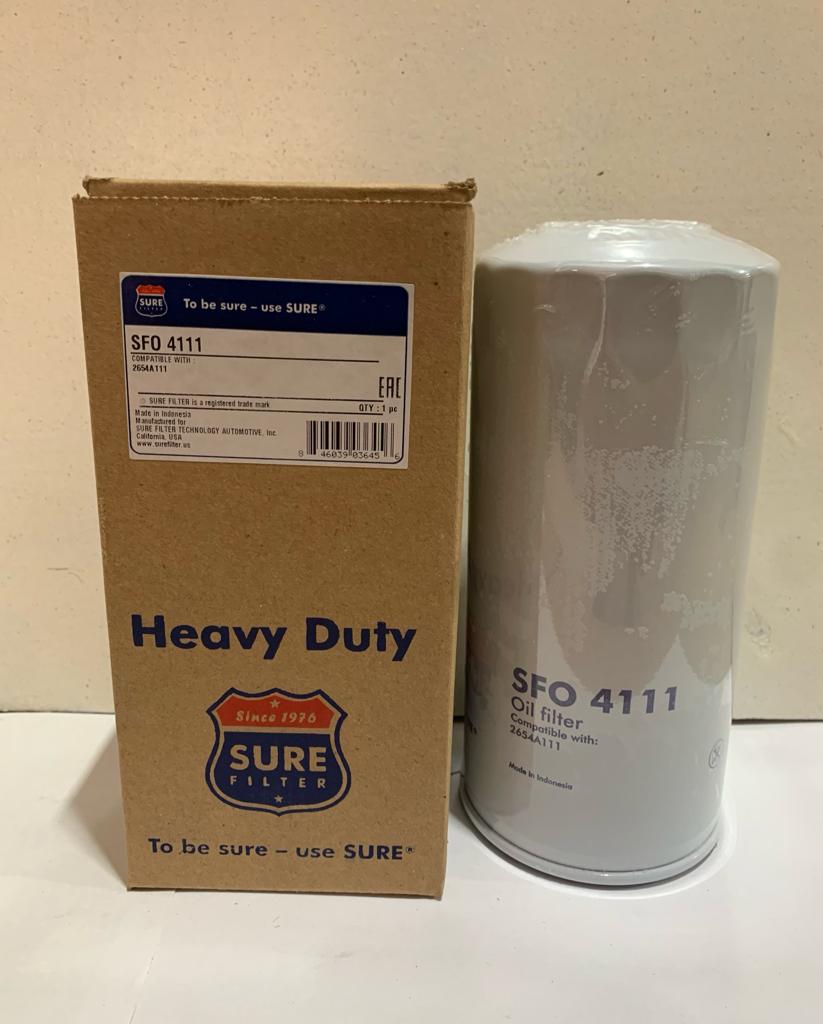 SURE
FILTER
To be sure – use SURE®
SFO 4111
COMPATIBLE WITH :
2654A111
EAC
SURE FILTER is a registered trade mark
QTY : 1 pc
Made in Indonesia
Manufactured for
SURE FILTER TECHNOLOGY AUTOMOTIVE, Inc.
California, USA
www.surefilter.us
8 46039 03645 6
Heavy Duty
Since 1976
SURE
FILTER
To be sure – use SURE®
SFO 4111
Oil filter
Compatible with:
2654A111
Made in Indonesia